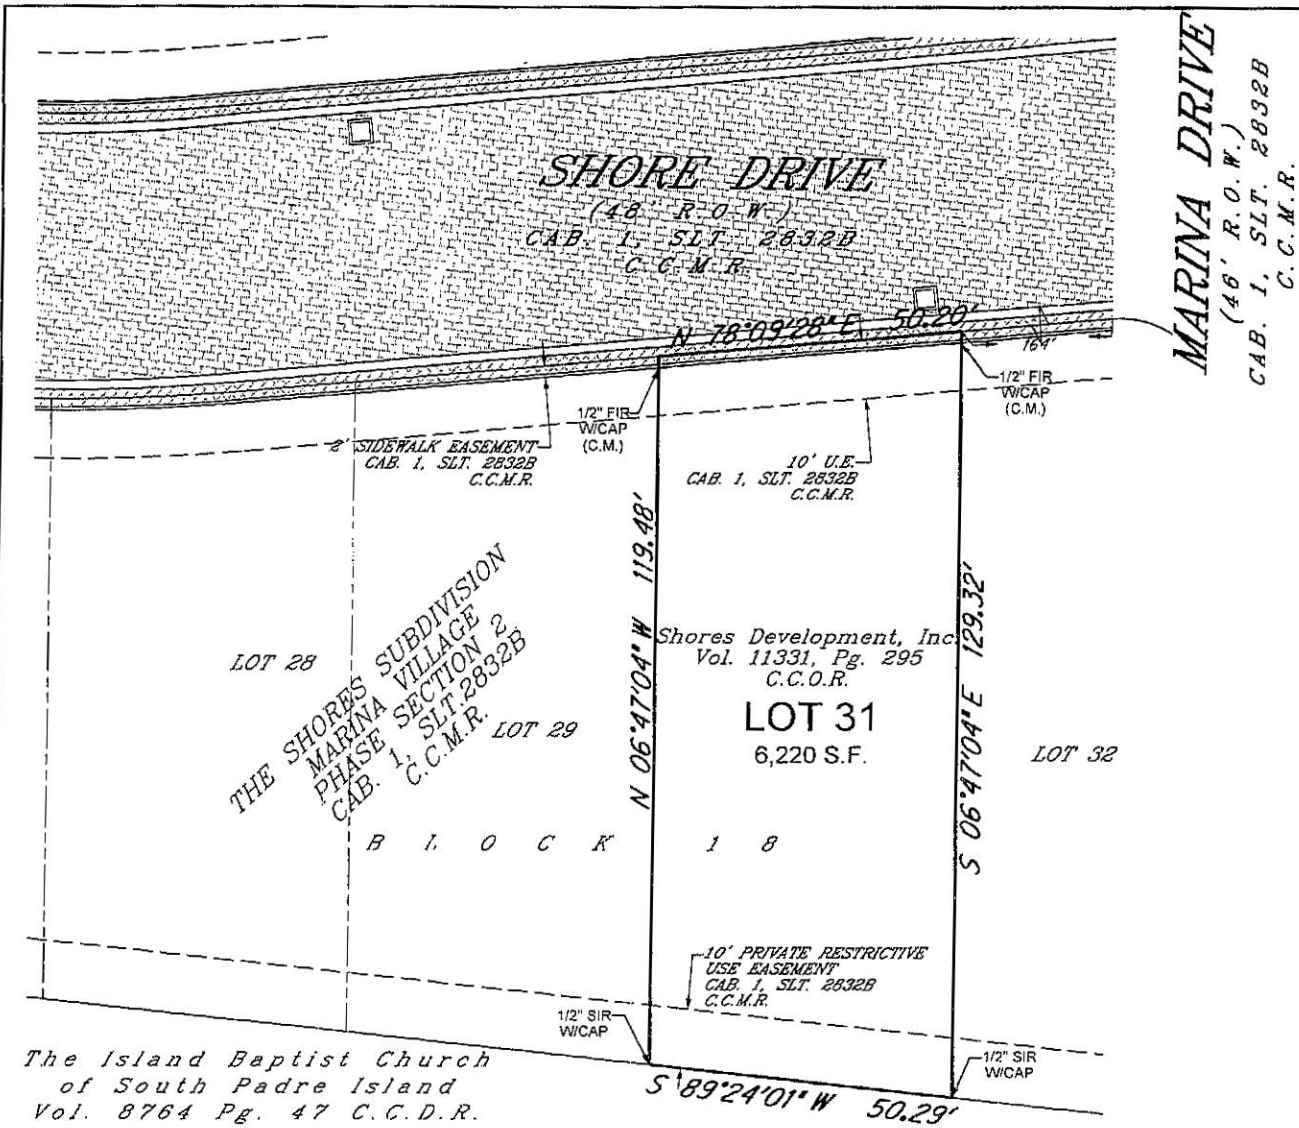 SHORE DRIVE
(48' R.O.W.)
CAB. 1, SLT. 2832B
C.C.M.R.
MARINA DRIVE
(46' R.O.W.)
CAB. 1, SLT. 2832B
C.C.M.R.
N 78°09'28" E 50.20'
164'
1/2" FIR
W/CAP
(C.M.)
1/2" FIR
W/CAP
(C.M.)
2' SIDEWALK EASEMENT
CAB. 1, SLT. 2832B
C.C.M.R.
10' U.E.
CAB. 1, SLT. 2832B
C.C.M.R.
N 06°47'04" W 119.48'
S 06°47'04" E 129.32'
Shores Development, Inc.
Vol. 11331, Pg. 295
C.C.O.R.
LOT 31
6,220 S.F.
LOT 28
THE SHORES SUBDIVISION
MARINA VILLAGE
PHASE SECTION 2
CAB. 1, SLT. 2832B
C.C.M.R.
LOT 29
LOT 32
BLOCK 18
10' PRIVATE RESTRICTIVE
USE EASEMENT
CAB. 1, SLT. 2832B
C.C.M.R.
1/2" SIR
W/CAP
1/2" SIR
W/CAP
S 89°24'01" W 50.29'
The Island Baptist Church
of South Padre Island
Vol. 8764 Pg. 47 C.C.D.R.